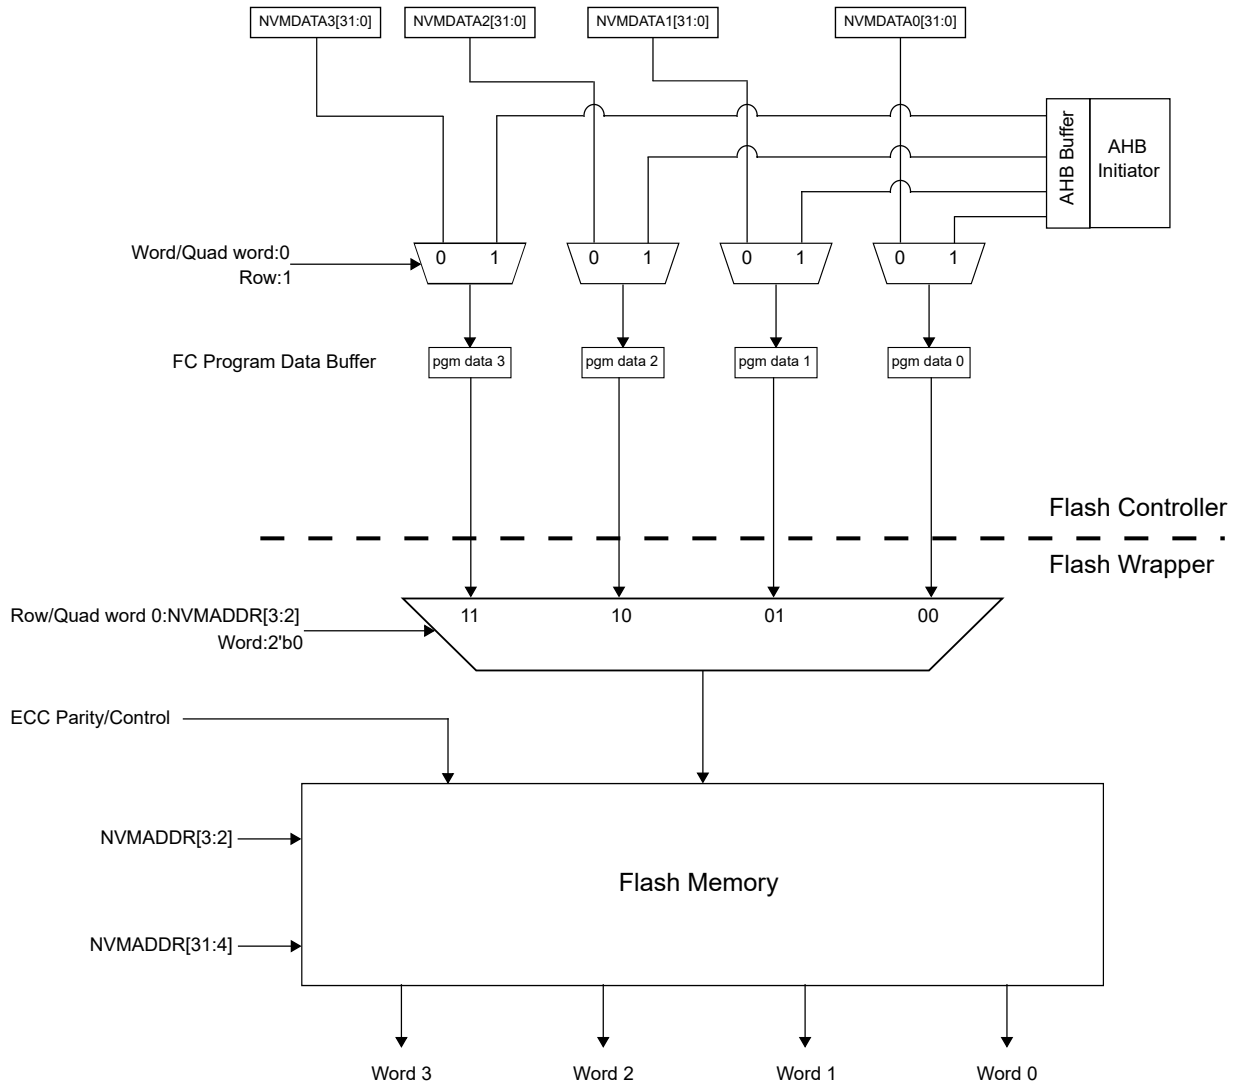 NVMDATA3[31:0]
NVMDATA2[31:0]
NVMDATA1[31:0]
NVMDATA0[31:0]
AHB Buffer
AHB
Initiator
Word/Quad word:0
Row:1
0 1
0 1
0 1
0 1
FC Program Data Buffer
pgm data 3
pgm data 2
pgm data 1
pgm data 0
Flash Controller
Flash Wrapper
Row/Quad word 0:NVMADDR[3:2]
Word:2'b0
11 10 01 00
ECC Parity/Control
NVMADDR[3:2]
Flash Memory
NVMADDR[31:4]
Word 3
Word 2
Word 1
Word 0